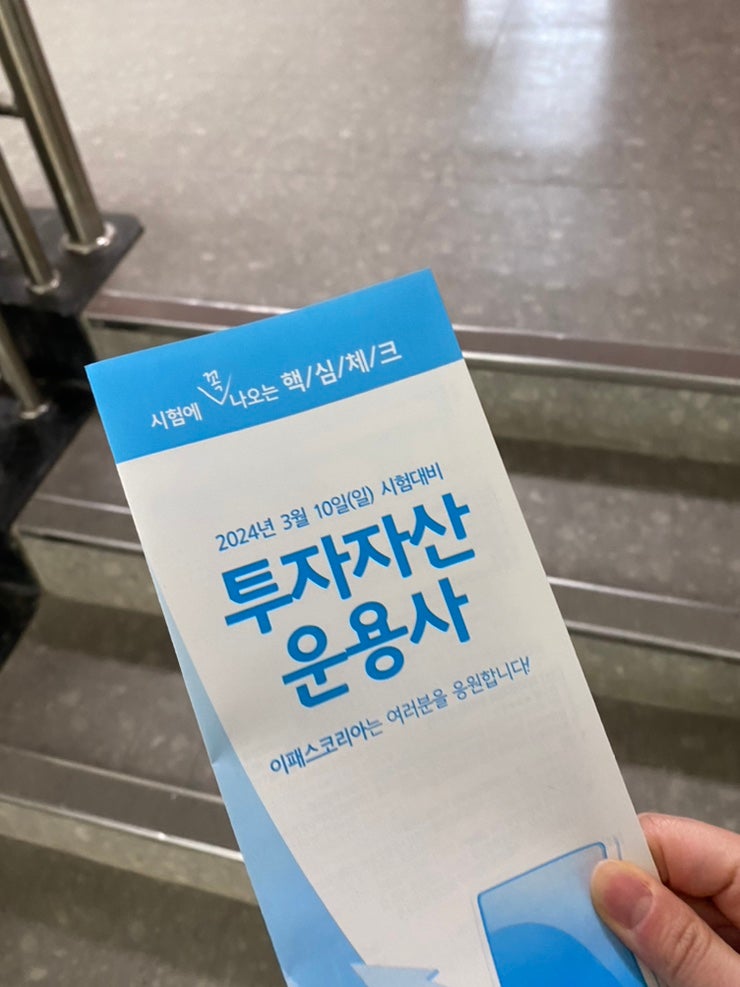 시험에 꼭 나오는 핵/심/체/크
2024년 3월 10일(일) 시험대비
투자자산
운용사
이패스코리아는 여러분을 응원합니다!